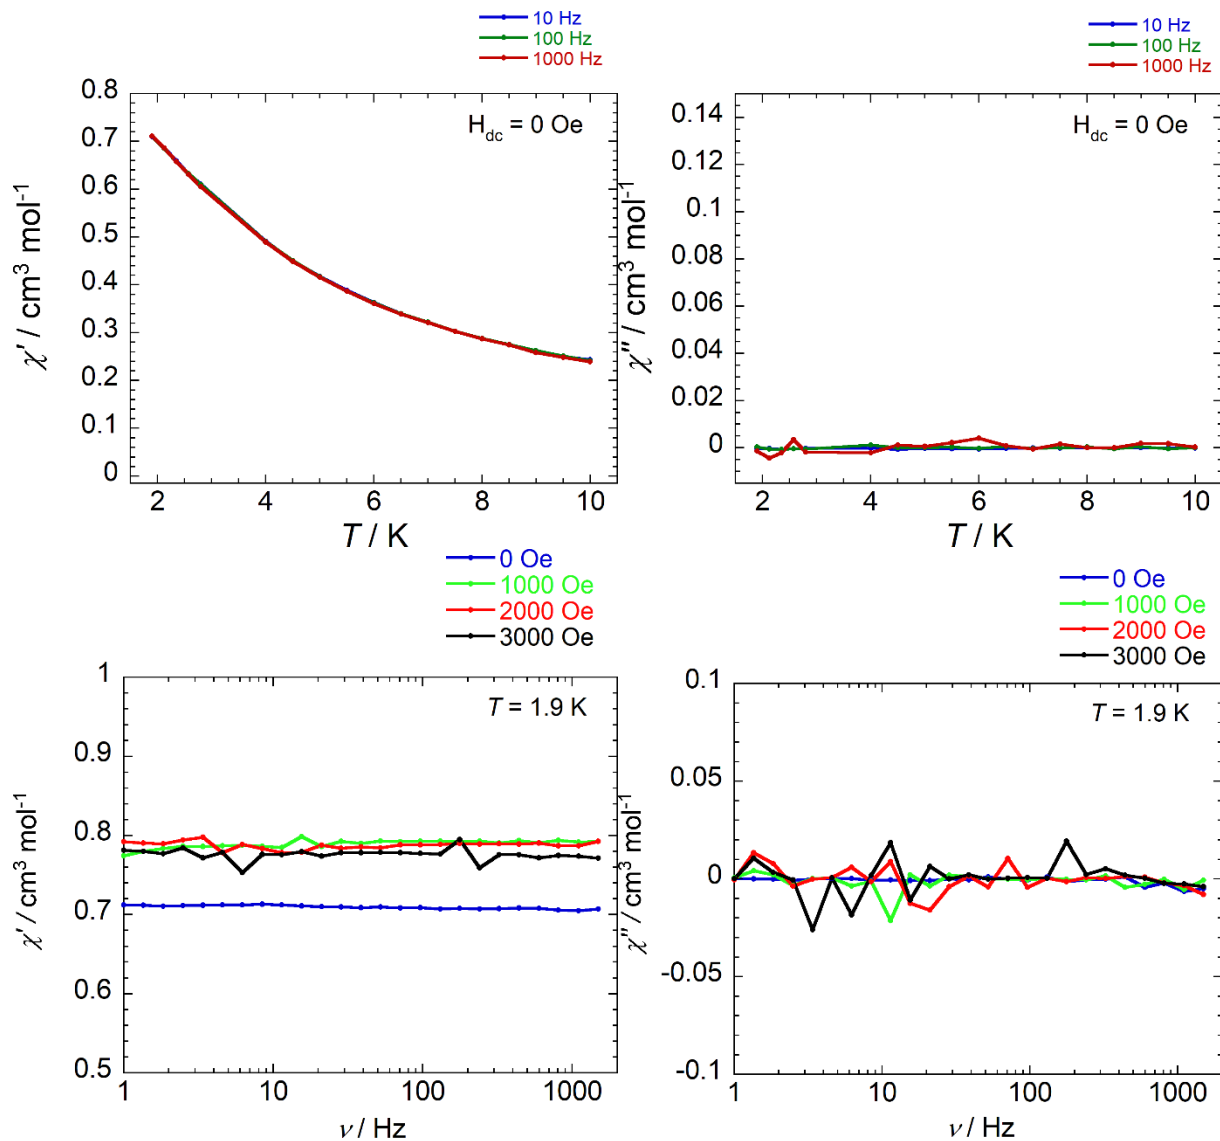 10 Hz
100 Hz
1000 Hz
0.8
0.7
0.6
0.5
0.4
0.3
0.2
0.1
0
H_dc = 0 Oe
χ′ / cm³ mol⁻¹
2 4 6 8 10
T / K
10 Hz
100 Hz
1000 Hz
0.14
0.12
0.1
0.08
0.06
0.04
0.02
0
H_dc = 0 Oe
χ″ / cm³ mol⁻¹
2 4 6 8 10
T / K
0 Oe
1000 Oe
2000 Oe
3000 Oe
1
0.9
0.8
0.7
0.6
0.5
T = 1.9 K
χ′ / cm³ mol⁻¹
1 10 100 1000
ν / Hz
0 Oe
1000 Oe
2000 Oe
3000 Oe
0.1
0.05
0
-0.05
-0.1
T = 1.9 K
χ″ / cm³ mol⁻¹
1 10 100 1000
ν / Hz